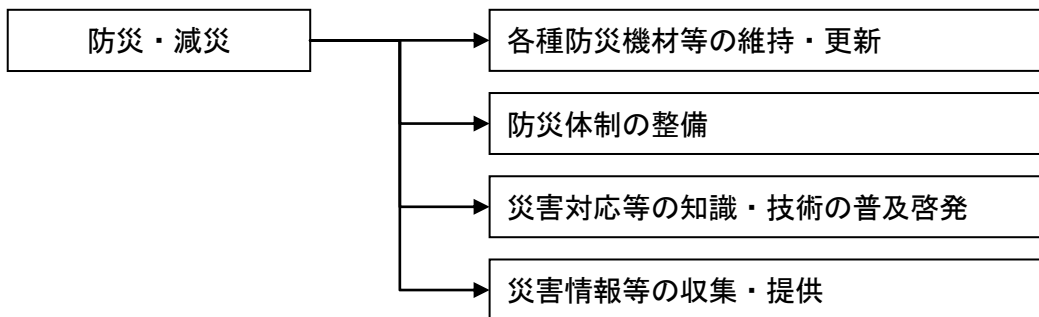 防災・減災
各種防災機材等の維持・更新
防災体制の整備
災害対応等の知識・技術の普及啓発
災害情報等の収集・提供